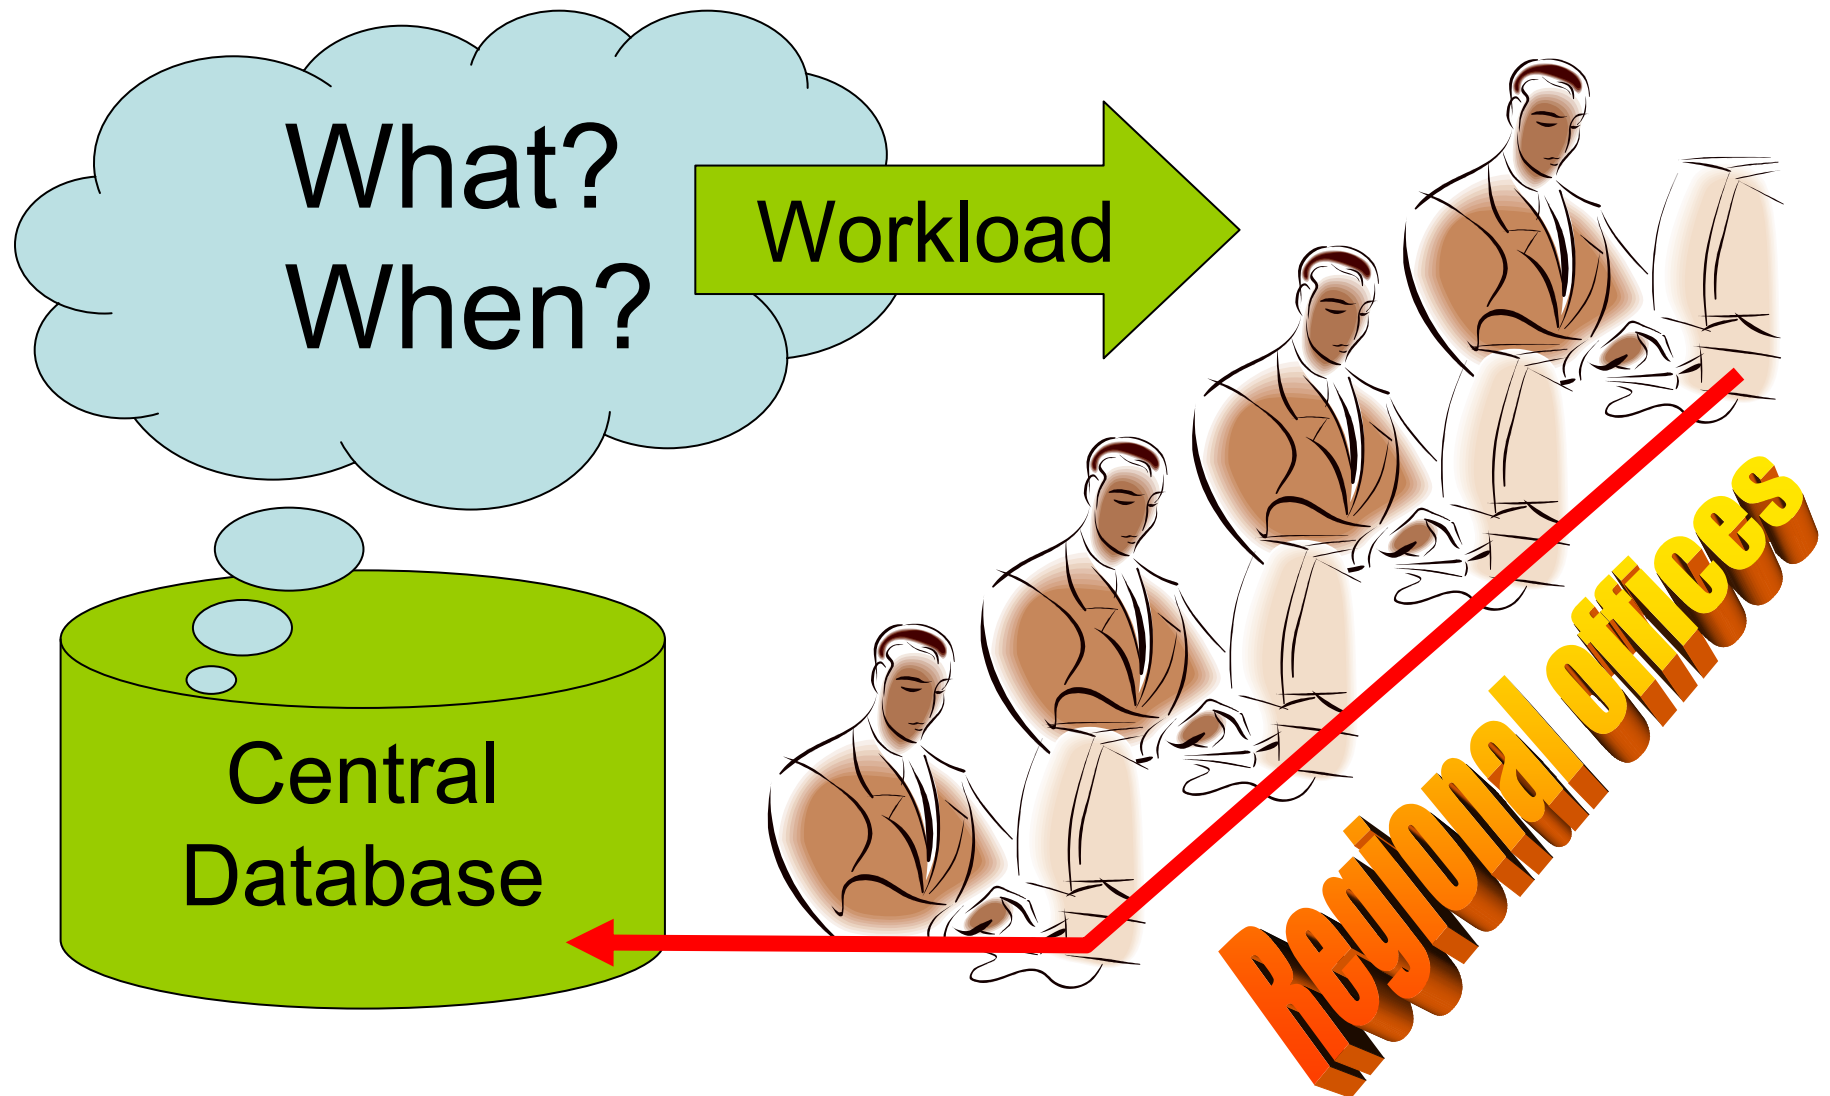 What?
When?
Workload
Central
Database
Regional offices